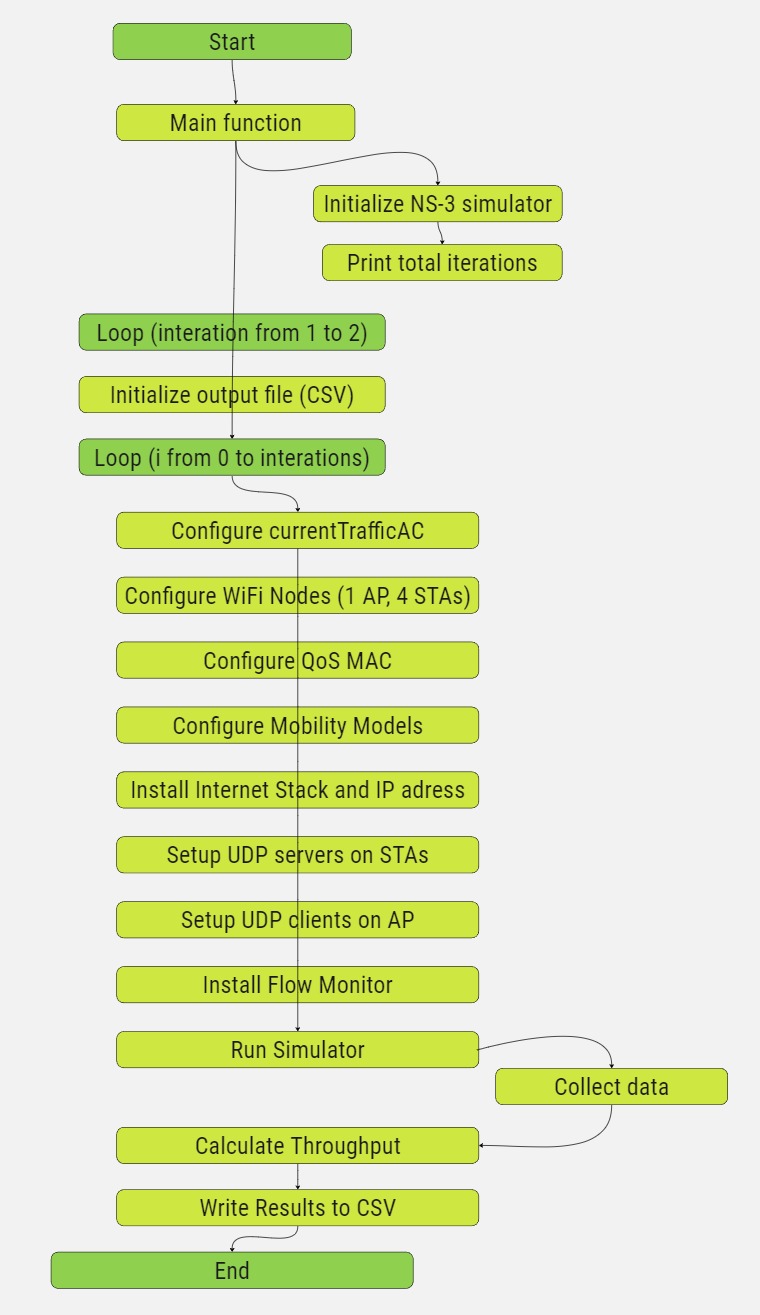 Start
Main function
Initialize NS-3 simulator
Print total iterations
Loop (interation from 1 to 2)
Initialize output file (CSV)
Loop (i from 0 to interations)
Configure currentTrafficAC
Configure WiFi Nodes (1 AP, 4 STAs)
Configure QoS MAC
Configure Mobility Models
Install Internet Stack and IP adress
Setup UDP servers on STAs
Setup UDP clients on AP
Install Flow Monitor
Run Simulator
Collect data
Calculate Throughput
Write Results to CSV
End